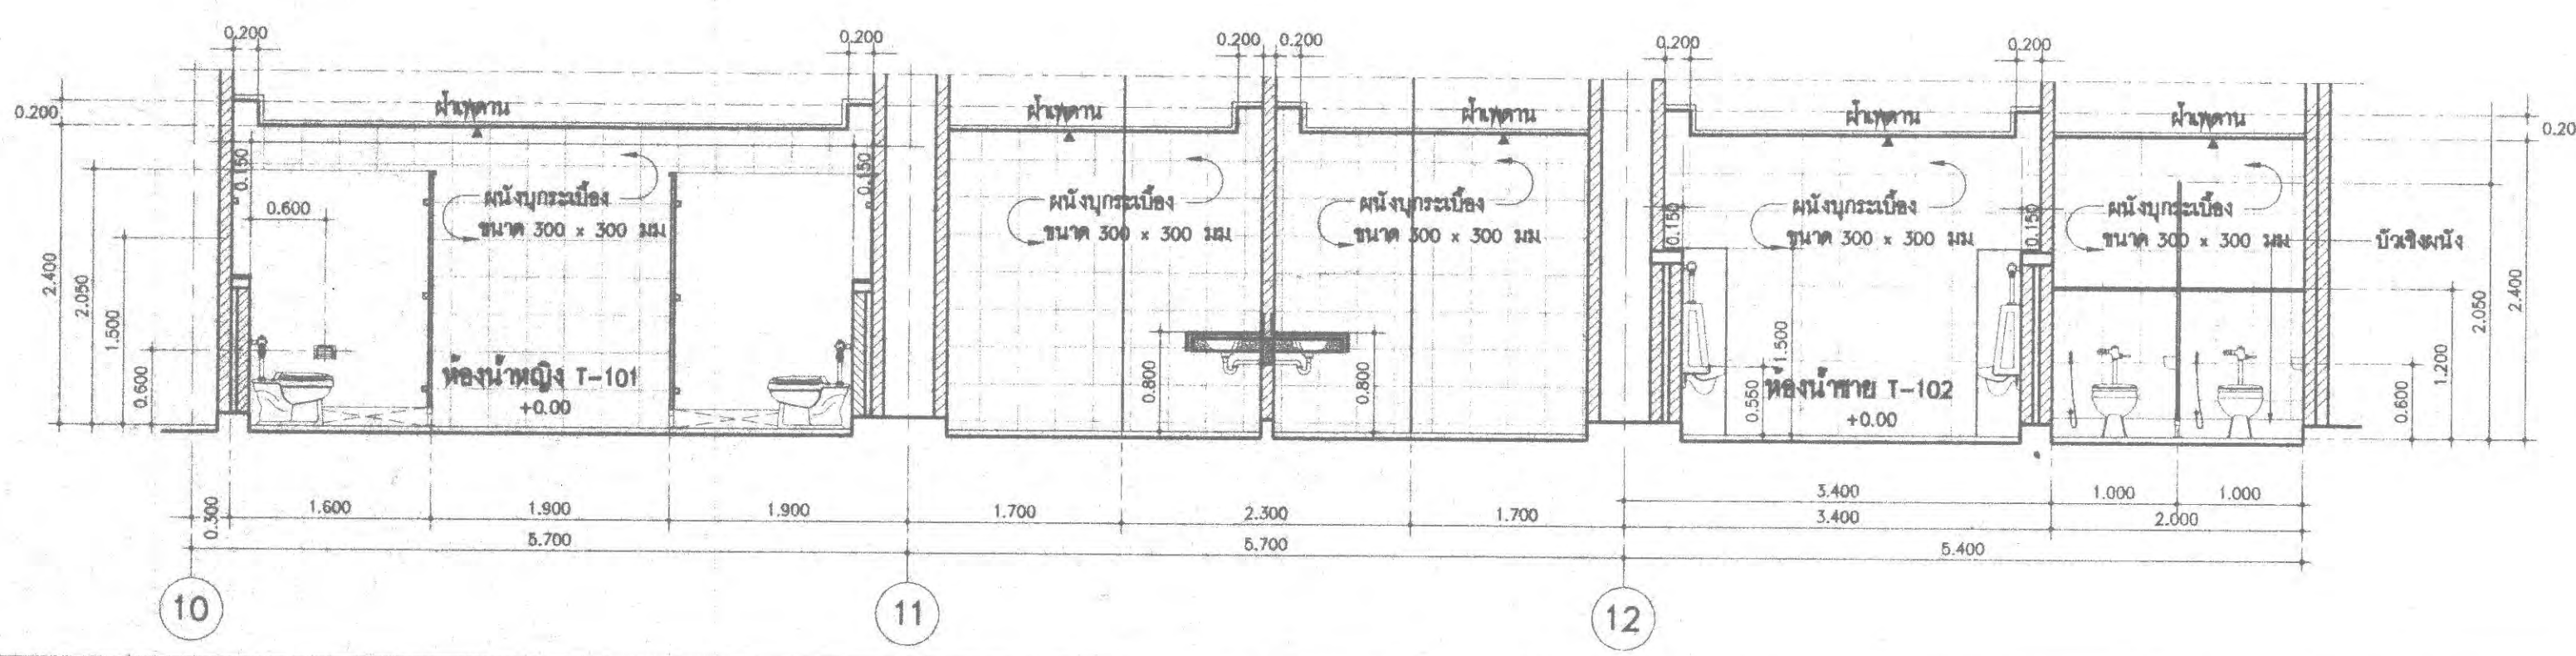 0.200 0.200 0.200 0.200 0.200 0.200
0.200 ฝ้าเพดาน ฝ้าเพดาน ฝ้าเพดาน ฝ้าเพดาน ฝ้าเพดาน 0.20
0.150 0.150 0.150 0.150
0.600
ผนังบุกระเบื้อง ผนังบุกระเบื้อง ผนังบุกระเบื้อง ผนังบุกระเบื้อง ผนังบุกระเบื้อง
ขนาด 300 x 300 มม ขนาด 300 x 300 มม ขนาด 300 x 300 มม ขนาด 300 x 300 มม ขนาด 300 x 300 มม บัวเชิงผนัง
2.400 2.050 1.500 0.600 0.800 0.800 0.550 1.500 0.600 1.200 2.050 2.400
ห้องน้ำหญิง T-101 ห้องน้ำชาย T-102
+0.00 +0.00
3.400 1.000 1.000
0.300 1.600 1.900 1.900 1.700 2.300 1.700 3.400 2.000
5.700 5.700 5.400
10 11 12